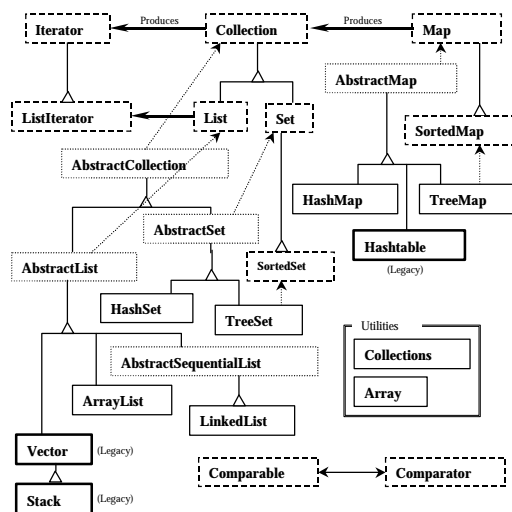 Produces
Produces
Iterator
Collection
Map
AbstractMap
ListIterator
List
Set
SortedMap
AbstractCollection
HashMap
TreeMap
AbstractSet
Hashtable
AbstractList
SortedSet
(Legacy)
HashSet
TreeSet
Utilities
AbstractSequentialList
Collections
ArrayList
Array
LinkedList
Vector
(Legacy)
Comparable
Comparator
Stack
(Legacy)